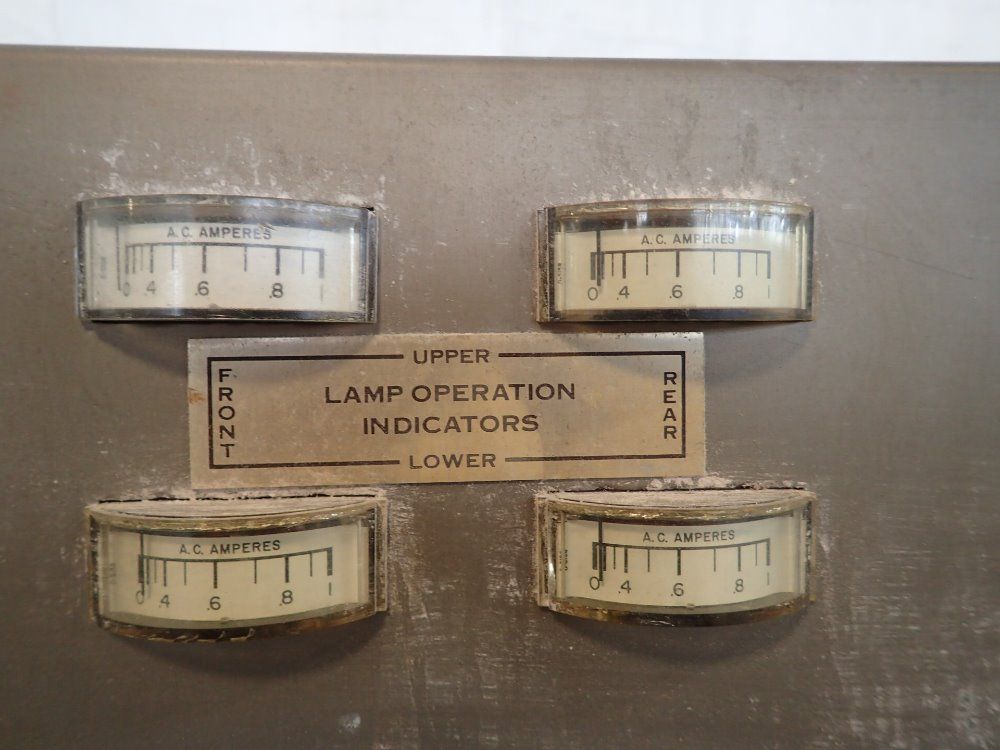 A.C. AMPERES
0 .4 .6 .8 1
A.C. AMPERES
0 .4 .6 .8 1
UPPER
FRONT
LAMP OPERATION
INDICATORS
REAR
LOWER
A.C. AMPERES
0 .4 .6 .8 1
A.C. AMPERES
0 .4 .6 .8 1